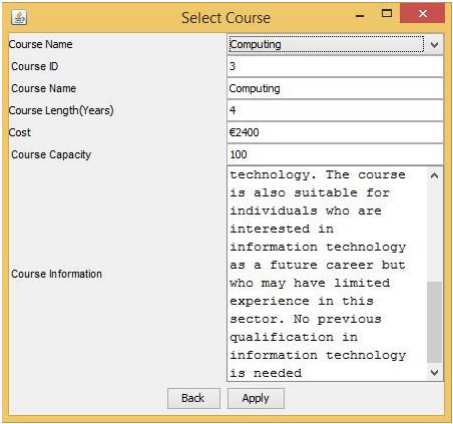 Select Course
Course Name Computing
Course ID 3
Course Name Computing
Course Length(Years) 4
Cost €2400
Course Capacity 100
technology. The course
is also suitable for
individuals who are
interested in
information technology
as a future career but
Course Information
who may have limited
experience in this
sector. No previous
qualification in
information technology
is needed
Back Apply